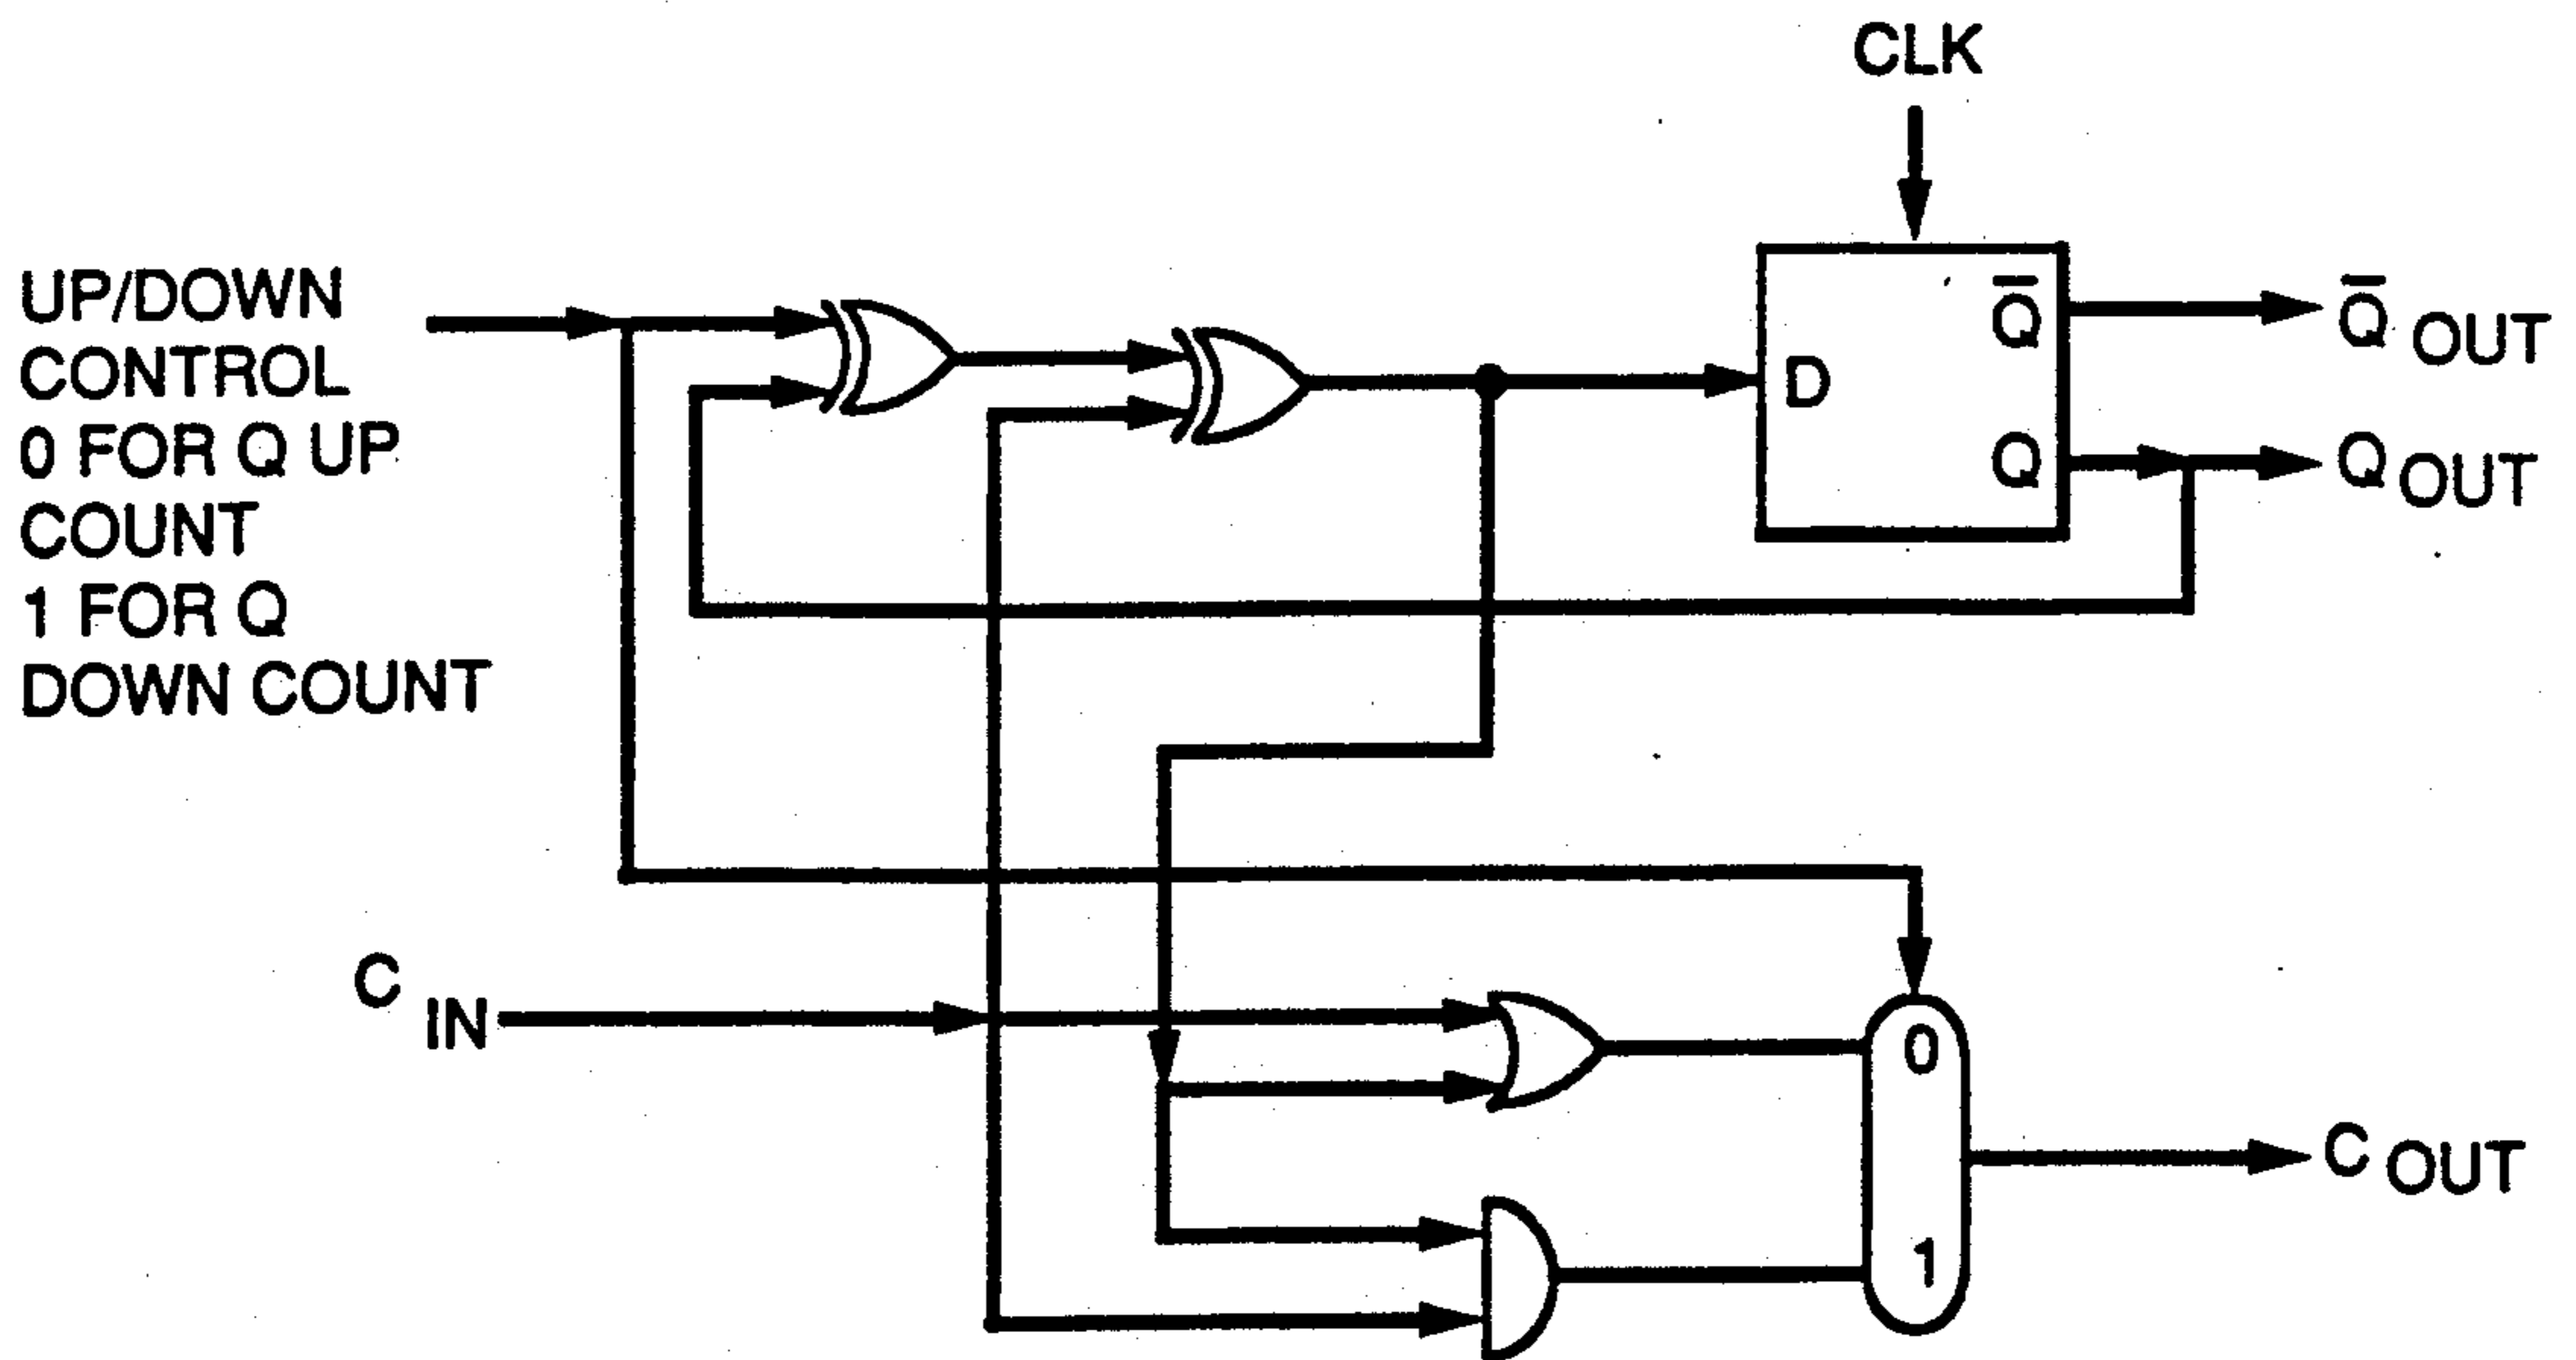 CLK
UP/DOWN
CONTROL
0 FOR Q UP
COUNT
1 FOR Q
DOWN COUNT
D
Q̅
Q
Q̅ OUT
Q OUT
C IN
0
1
C OUT